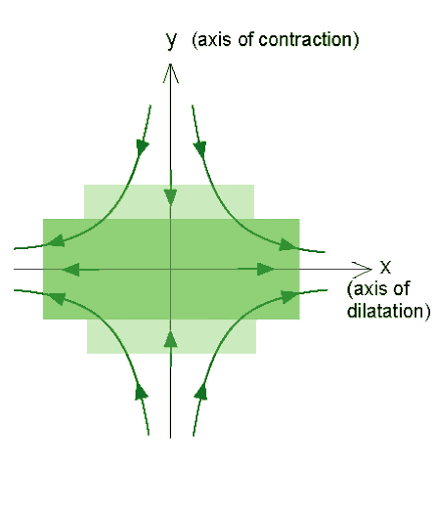 y (axis of contraction)
x
(axis of
dilatation)